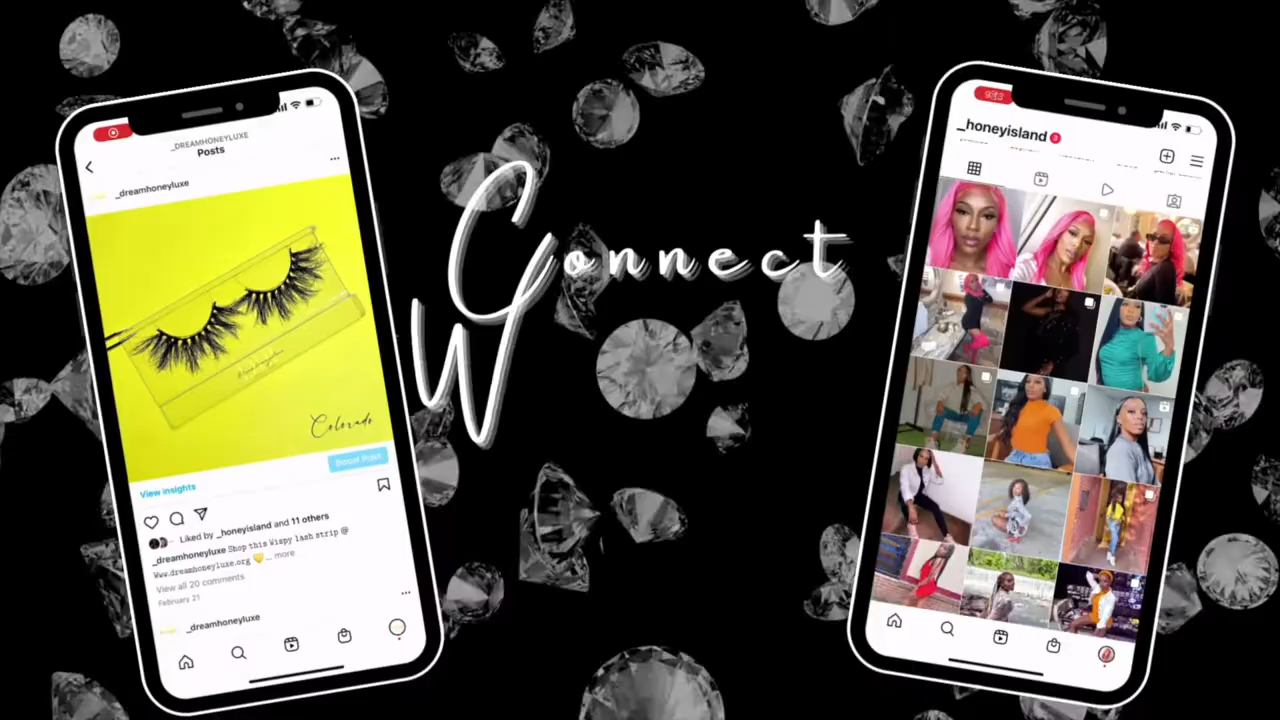 _DREAMHONEYLUXE
Posts
_dreamhoneyluxe
Colorado
Boost Post
View insights
Liked by _honeyisland and 11 others
_dreamhoneyluxe Shop this Wispy lash strip @
Www.dreamhoneyluxe.org 💛... more
View all 20 comments
February 21
_dreamhoneyluxe
Connect
W
_honeyisland 3